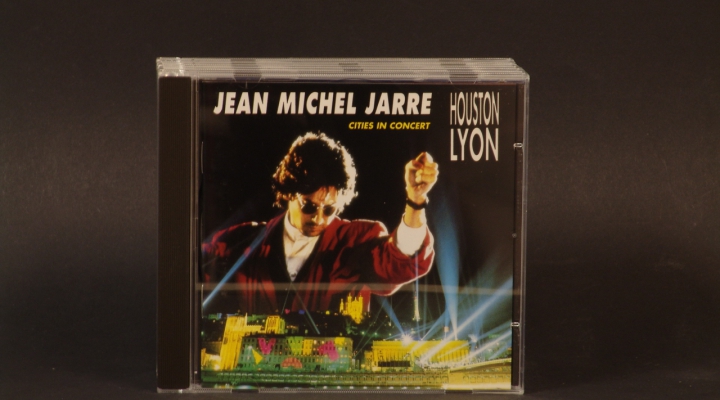 JEAN MICHEL JARRE
CITIES IN CONCERT
HOUSTON
LYON